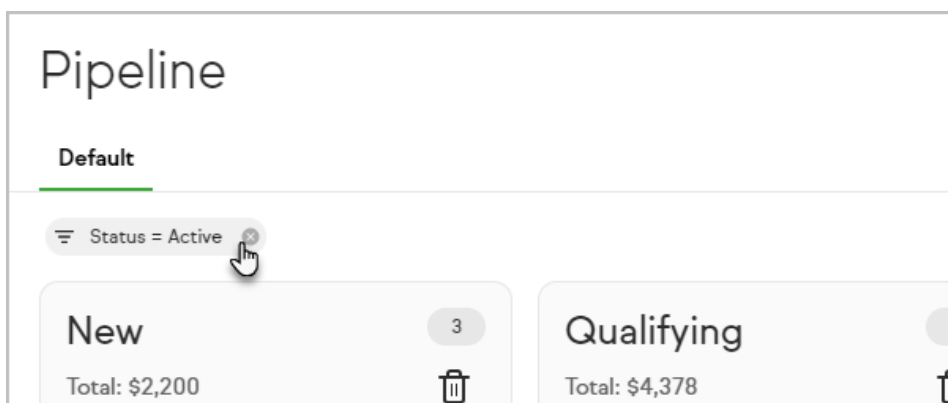 Pipeline
Default
Status = Active
New 3 Qualifying
Total: $2,200 Total: $4,378